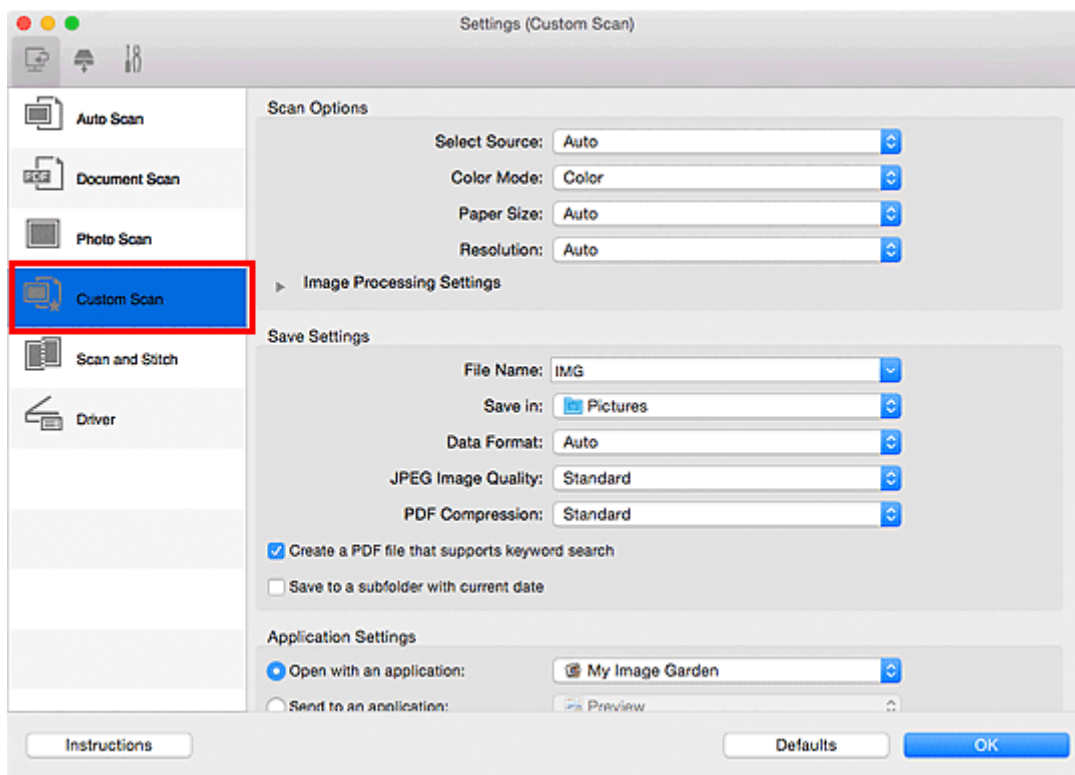 Settings (Custom Scan)
Auto Scan
PDF
Document Scan
Photo Scan
Custom Scan
Scan and Stitch
Driver
Scan Options
Select Source: Auto
Color Mode: Color
Paper Size: Auto
Resolution: Auto
Image Processing Settings
Save Settings
File Name: IMG
Save in: Pictures
Data Format: Auto
JPEG Image Quality: Standard
PDF Compression: Standard
Create a PDF file that supports keyword search
Save to a subfolder with current date
Application Settings
Open with an application: My Image Garden
Send to an application: Preview
Instructions
Defaults
OK